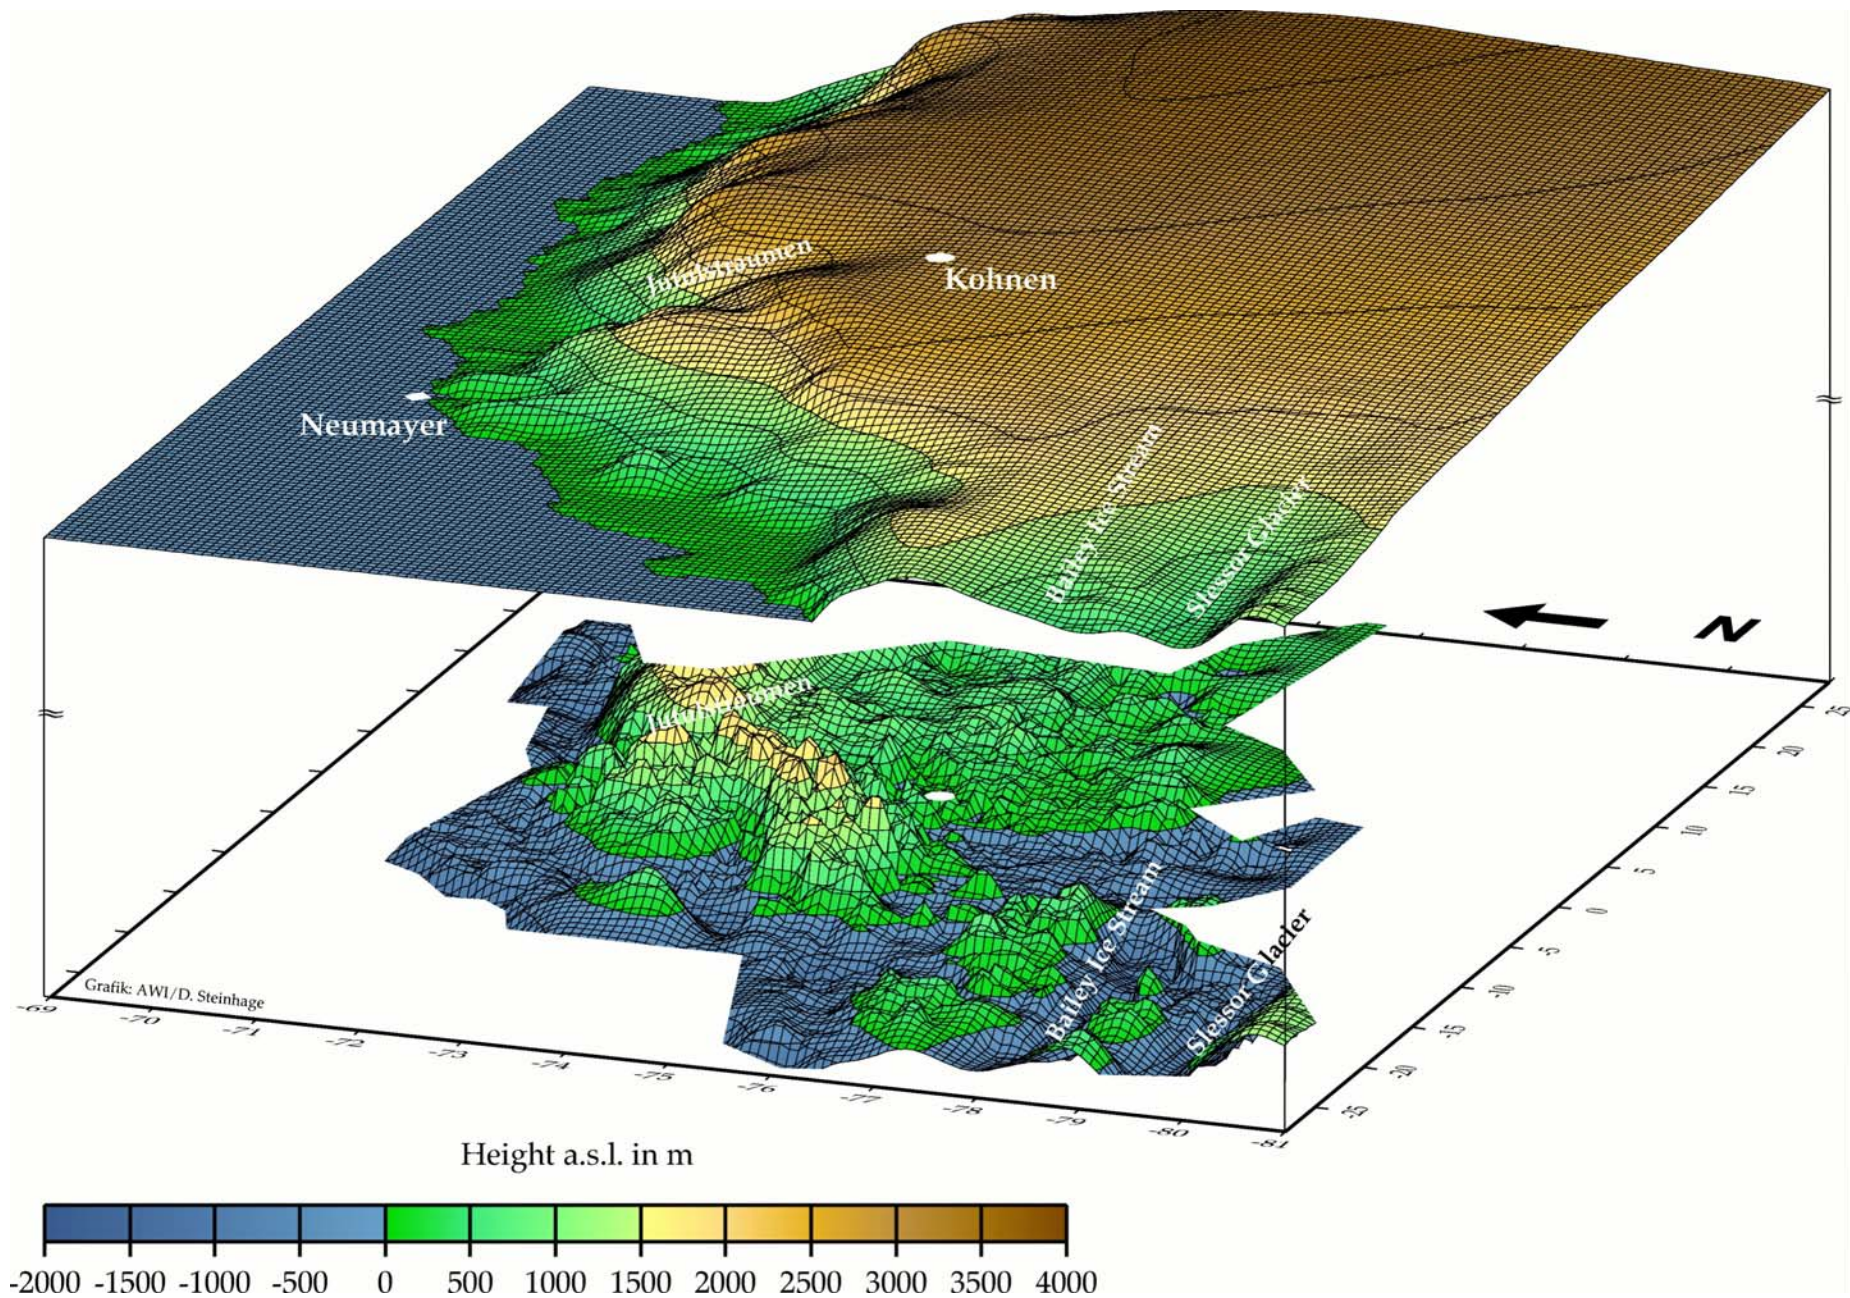 Jutulstraumen
Kohnen
Neumayer
Bailey Ice Stream
Slessor Glacier
N
Jutulstraumen
25
20
15
10
5
0
-5
-10
-15
-20
-25
Bailey Ice Stream
Slessor Glacier
Grafik: AWI/D. Steinhage
-69
-70
-71
-72
-73
-74
-75
-76
-77
-78
-79
-80
-81
Height a.s.l. in m
-2000 -1500 -1000 -500 0 500 1000 1500 2000 2500 3000 3500 4000